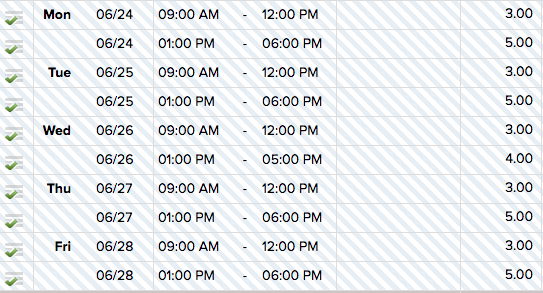 Mon 06/24 09:00 AM - 12:00 PM 3.00
06/24 01:00 PM - 06:00 PM 5.00
Tue 06/25 09:00 AM - 12:00 PM 3.00
06/25 01:00 PM - 06:00 PM 5.00
Wed 06/26 09:00 AM - 12:00 PM 3.00
06/26 01:00 PM - 05:00 PM 4.00
Thu 06/27 09:00 AM - 12:00 PM 3.00
06/27 01:00 PM - 06:00 PM 5.00
Fri 06/28 09:00 AM - 12:00 PM 3.00
06/28 01:00 PM - 06:00 PM 5.00